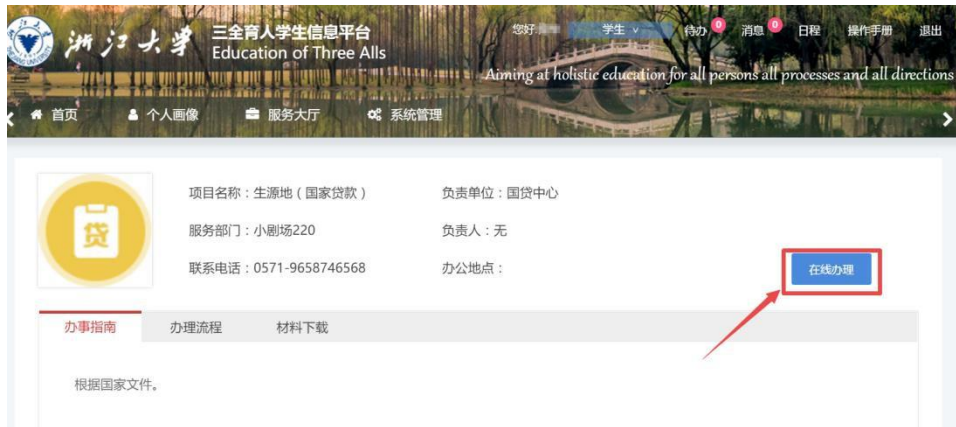 浙江大学
三全育人学生信息平台
Education of Three Alls
您好, 学生 待办 0 消息 0 日程 操作手册 退出
Aiming at holistic education for all persons all processes and all directions
首页 个人画像 服务大厅 系统管理
贷
项目名称：生源地（国家贷款） 负责单位：国贷中心
服务部门：小剧场220 负责人：无
联系电话：0571-9658746568 办公地点：
在线办理
办事指南 办理流程 材料下载
根据国家文件。